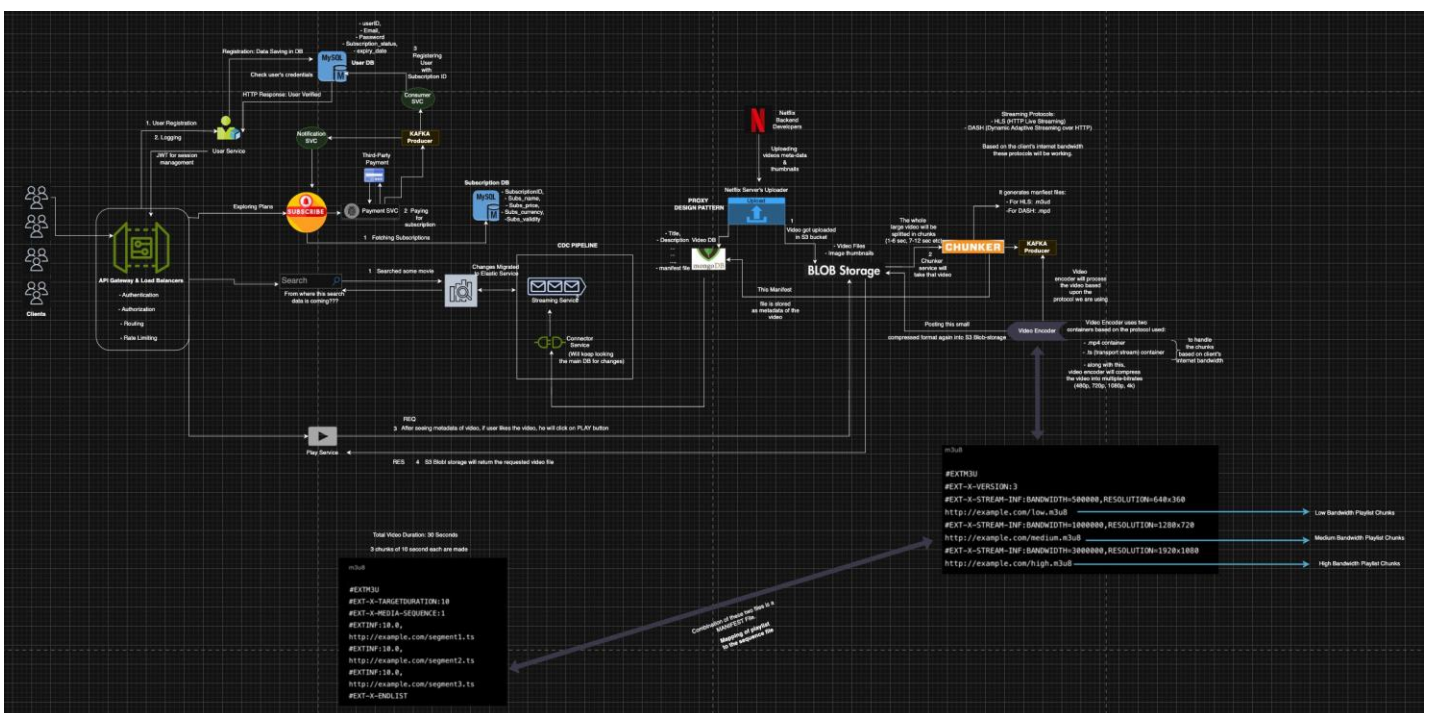 - userID,
- Email,
- Password
- Subscription_status,
- expiry_date
Registration: Data Saving in DB
MySQL
User DB
M
Check user's credentials
HTTP Response: User Verified
3
Registering
User
with
Subscription ID
Consumer
SVC
1. User Registration
2. Logging
User Service
JWT for session
management
Notification
SVC
KAFKA
Producer
Third-Party
Payment
Exploring Plans
SUBSCRIBE
Payment SVC
2 Paying
for
subscription
Subscription DB
MySQL
M
- SubscriptionID,
- Subs_name,
- Subs_price,
- Subs_currency,
-Subs_validity
1 Fetching Subscriptions
Clients
API Gateway & Load Balancers
- Authentication
- Authorization
- Routing
- Rate Limiting
Search
From where this search
data is coming???
1 Searched some movie
Changes Migrated
to Elastic Service
CDC PIPELINE
Streaming Service
Connector
Service
(Will keep looking
the main DB for changes)
Netflix
Backend
Developers
Uploading
videos meta-data
&
thumbnails
Netflix Server's Uploader
PROXY
DESIGN PATTERN
Upload
1
Video got uploaded
in S3 bucket
- Title,
- Description
...
...
- manifest file
Video DB
mongoDB
- Video Files
- Image thumbnails
BLOB Storage
This Manifest
file is stored
as metadata of the
video
The whole
large video will be
splitted in chunks
(1-6 sec, 7-12 sec etc)
2
Chunker
service will
take that video
CHUNKER
KAFKA
Producer
Streaming Protocols:
- HLS (HTTP Live Streaming)
- DASH (Dynamic Adaptive Streaming over HTTP)
Based on the client's internet bandwidth
these protocols will be working.
It generates manifest files:
- For HLS: .m3u8
-For DASH: .mpd
Video
encoder will process
the video based
upon the
protocol we are using
Posting this small
compressed format again into S3 Blob-storage
Video Encoder
Video Encoder uses two
containers based on the protocol used:
- .mp4 container
- .ts (transport stream) container
- along with this,
video encoder will compress
the video into multiple-bitrates
(480p, 720p, 1080p, 4k)
to handle
the chunks
based on client's
internet bandwidth
REQ
3 After seeing metadata of video, if user likes the video, he will click on PLAY button
Play Service
RES 4 S3 Blobl storage will return the requested video file
m3u8
#EXTM3U
#EXT-X-VERSION:3
#EXT-X-STREAM-INF:BANDWIDTH=500000,RESOLUTION=640x360
http://example.com/low.m3u8
#EXT-X-STREAM-INF:BANDWIDTH=1000000,RESOLUTION=1280x720
http://example.com/medium.m3u8
#EXT-X-STREAM-INF:BANDWIDTH=3000000,RESOLUTION=1920x1080
http://example.com/high.m3u8
Low Bandwidth Playlist Chunks
Medium Bandwidth Playlist Chunks
High Bandwidth Playlist Chunks
Total Video Duration: 30 Seconds
3 chunks of 10 second each are made
m3u8
#EXTM3U
#EXT-X-TARGETDURATION:10
#EXT-X-MEDIA-SEQUENCE:1
#EXTINF:10.0,
http://example.com/segment1.ts
#EXTINF:10.0,
http://example.com/segment2.ts
#EXTINF:10.0,
http://example.com/segment3.ts
#EXT-X-ENDLIST
Combination of these two files is a
MANIFEST File.
Mapping of playlist
to the sequence file